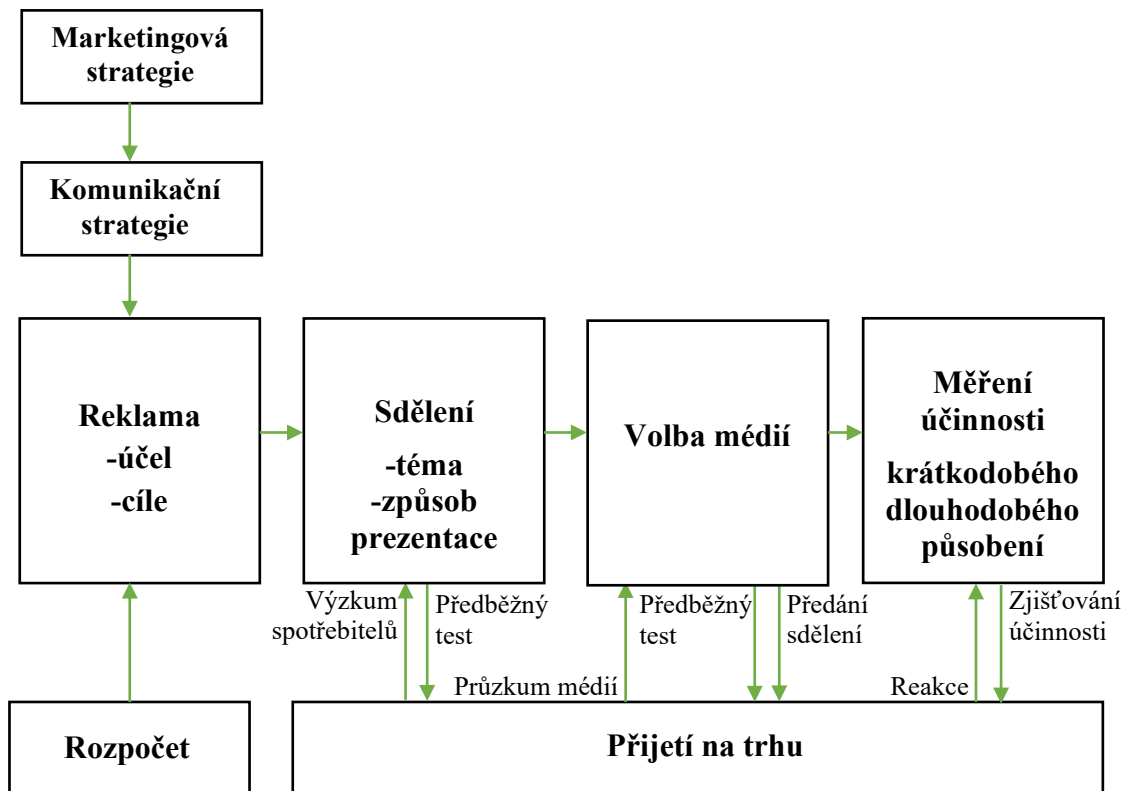 Marketingová
strategie
Komunikační
strategie
Reklama
-účel
-cíle
Sdělení
-téma
-způsob
prezentace
Volba médií
Měření
účinnosti
krátkodobého
dlouhodobého
působení
Výzkum
spotřebitelů
Předběžný
test
Průzkum médií
Předběžný
test
Předání
sdělení
Reakce
Zjišťování
účinnosti
Rozpočet
Přijetí na trhu